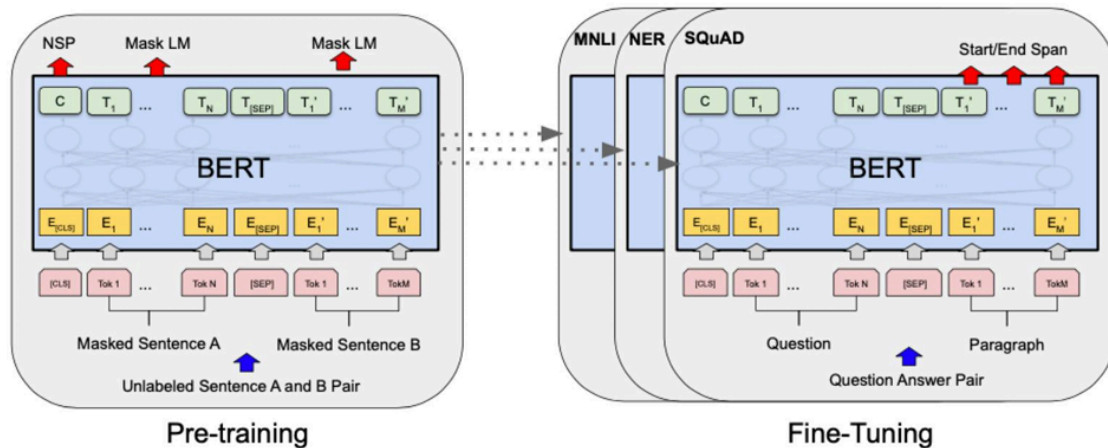 NSP Mask LM Mask LM
C T1 ... TN T[SEP] T1' ... TM'
BERT
E[CLS] E1 ... EN E[SEP] E1' ... EM'
[CLS] Tok 1 ... Tok N [SEP] Tok 1 ... TokM
Masked Sentence A Masked Sentence B
Unlabeled Sentence A and B Pair
Pre-training
MNLI NER SQuAD Start/End Span
C T1 ... TN T[SEP] T1' ... TM'
BERT
E[CLS] E1 ... EN E[SEP] E1' ... EM'
[CLS] Tok 1 ... Tok N [SEP] Tok 1 ... TokM
Question Paragraph
Question Answer Pair
Fine-Tuning